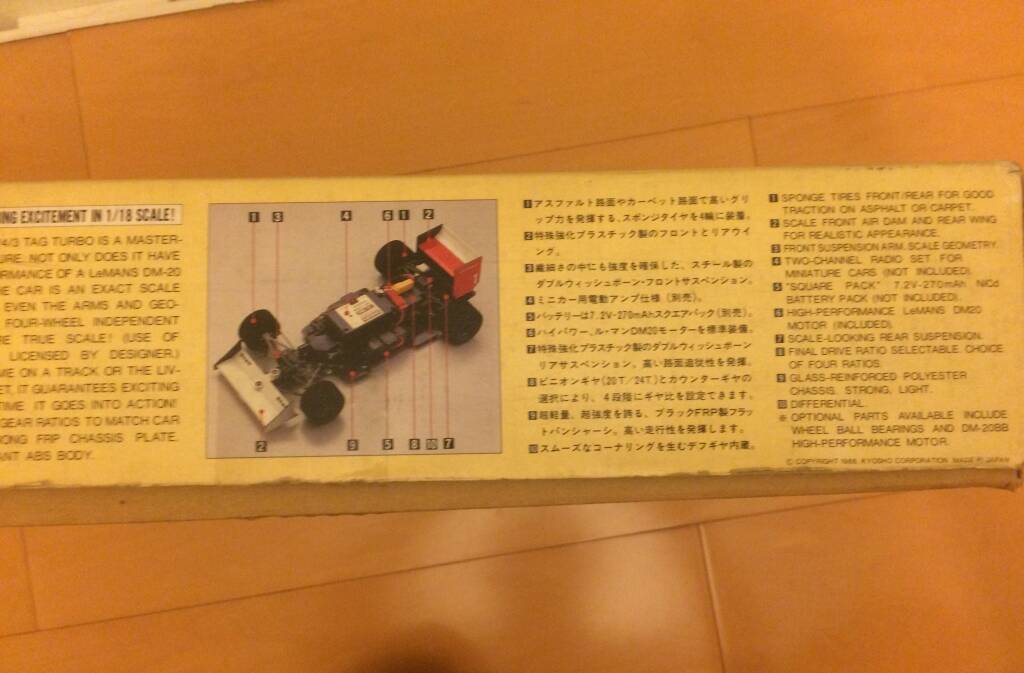 NG EXCITEMENT IN 1/18 SCALE!
4/3 TAG TURBO IS A MASTER-
URE. NOT ONLY DOES IT HAVE
RMANCE OF A LeMANS DM-20
E CAR IS AN EXACT SCALE
EVEN THE ARMS AND GEO-
FOUR-WHEEL INDEPENDENT
E TRUE SCALE! (USE OF
LICENSED BY DESIGNER.)
ME ON A TRACK OR THE LIV-
ET. IT GUARANTEES EXCITING
TIME IT GOES INTO ACTION!
GEAR RATIOS TO MATCH CAR
ONG FRP CHASSIS PLATE.
ANT ABS BODY.
1 3 4 6 1 2
2 9 5 8 10 7
1 アスファルト路面やカーペット路面で高いグリ
ップ力を発揮する、スポンジタイヤを4輪に装着。
2 特殊強化プラスチック製のフロントとリアウイ
ング。
3 繊細さの中にも強度を確保した、スチール製の
ダブルウィッシュボーン・フロントサスペンション。
4 ミニカー用電動アンプ仕様(別売)。
5 バッテリーは7.2V-270mAhスクエアパック(別売)。
6 ハイパワー、ル・マンDM20モーターを標準装備。
7 特殊強化プラスチック製のダブルウィッシュボーン
リアサスペンション。高い路面追従性を発揮。
8 ピニオンギヤ(20T/24T)とカウンターギヤの
選択により、4段階にギヤ比を設定できます。
9 超軽量、超強度を誇る、ブラックFRP製フラッ
トパンシャーシ。高い走行性を発揮します。
10 スムーズなコーナリングを生むデフギヤ内蔵。
1 SPONGE TIRES FRONT/REAR FOR GOOD
TRACTION ON ASPHALT OR CARPET.
2 SCALE FRONT AIR DAM AND REAR WING
FOR REALISTIC APPEARANCE.
3 FRONT SUSPENSION ARM. SCALE GEOMETRY.
4 TWO-CHANNEL RADIO SET FOR
MINIATURE CARS (NOT INCLUDED).
5 "SQUARE PACK" 7.2V-270mAh NiCd
BATTERY PACK (NOT INCLUDED).
6 HIGH-PERFORMANCE LeMANS DM20
MOTOR (INCLUDED).
7 SCALE-LOOKING REAR SUSPENSION.
8 FINAL DRIVE RATIO SELECTABLE. CHOICE
OF FOUR RATIOS.
9 GLASS-REINFORCED POLYESTER
CHASSIS, STRONG, LIGHT.
10 DIFFERENTIAL.
※ OPTIONAL PARTS AVAILABLE INCLUDE
WHEEL BALL BEARINGS AND DM-20BB
HIGH-PERFORMANCE MOTOR.
© COPYRIGHT 1986 KYOSHO CORPORATION MADE IN JAPAN